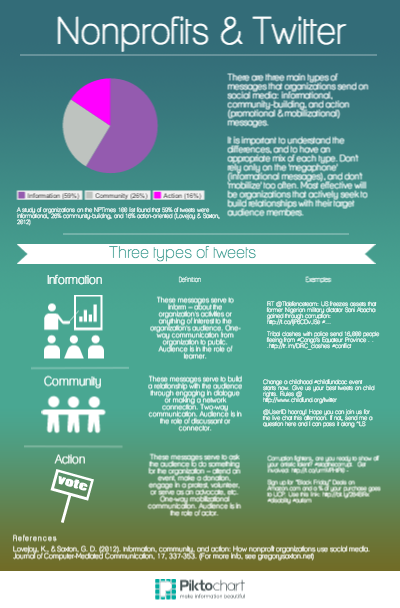 Nonprofits & Twitter
There are three main types of
messages that organizations send on
social media: informational,
community-building, and action
(promotional & mobilizational)
messages.
It is important to understand the
differences, and to have an
appropriate mix of each type. Don't
rely only on the 'megaphone'
(informational messages), and don't
'mobilize' too often. Most effective will
be organizations that actively seek to
build relationships with their target
audience members.
Information (59%) Community (26%) Action (16%)
A study of organizations on the NPTimes 100 list found that 59% of tweets were
informational, 26% community-building, and 16% action-oriented (Lovejoy & Saxton,
2012)
Three types of tweets
Information
Definition
Examples
These messages serve to
inform – about the
organization's activities or
anything of interest to the
organization's audience. One-
way communication from
organization to public.
Audience is in the role of
learner.
RT @Tidelinesteam: US freezes assets that
former Nigerian military dictator Sani Abacha
gained through corruption.
Tribal clashes with police send 16,000 people
fleeing from #Congo's Equateur Province . . .
#conflict
Community
These messages serve to build
a relationship with the audience
through engaging in dialogue
or making a network
connection. Two-way
communication. Audience is in
the role of discussant or
connector.
Change a childhood #childfundaoc event
starts now. Give us your best tweets on child
rights. Rules @
http://www.childfund.org/twitter
@UserID hooray! Hope you can join us for
the live chat this afternoon. If not, send me a
question here and I can pass it along ^LS
Action
vote
These messages serve to ask
the audience to do something
for the organization – attend an
event, make a donation,
engage in a protest, volunteer,
or serve as an advocate, etc.
One-way mobilizational
communication. Audience is in
the role of actor.
Corruption fighters, are you ready to show off
your artistic talent? Get
involved:
Sign up for "Black Friday" Deals on
Amazon.com and a % of your purchase goes
to UCP. Use this link:
#disability #autism
References
Lovejoy, K., & Saxton, G. D. (2012). Information, community, and action: How nonprofit organizations use social media.
Journal of Computer-Mediated Communication, 17, 337-353. (For more info, see gregorysaxton.net)
Piktochart
make information beautiful